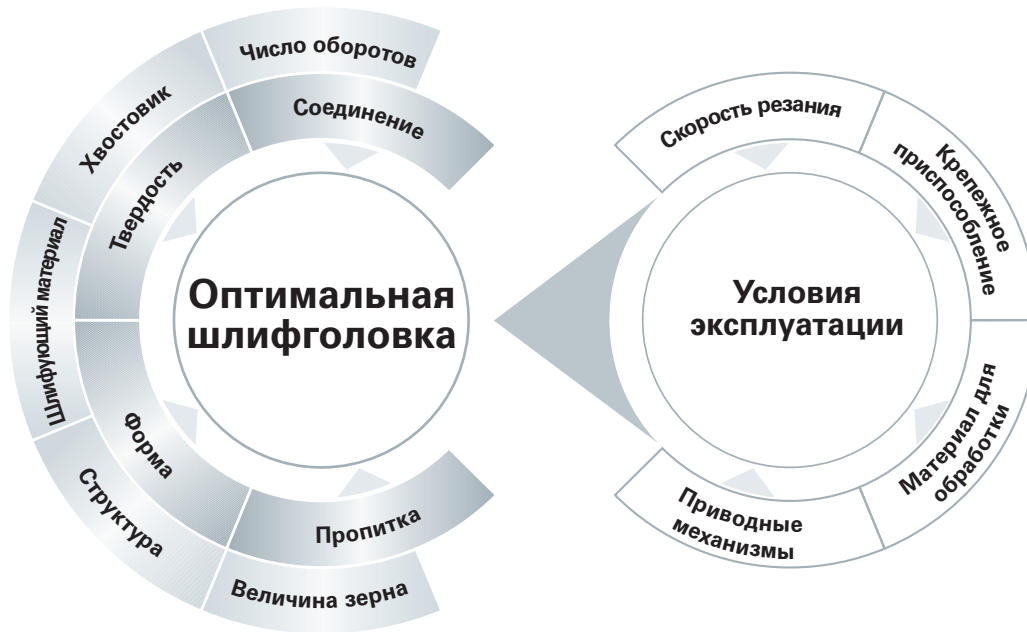 Число оборотов
Соединение
Хвостовик
Твердость
Шлифующий материал
Оптимальная
шлифголовка
Форма
Структура
Пропитка
Величина зерна
Скорость резания
Крепежное
приспособление
Условия
эксплуатации
Материал для
обработки
Приводные
механизмы